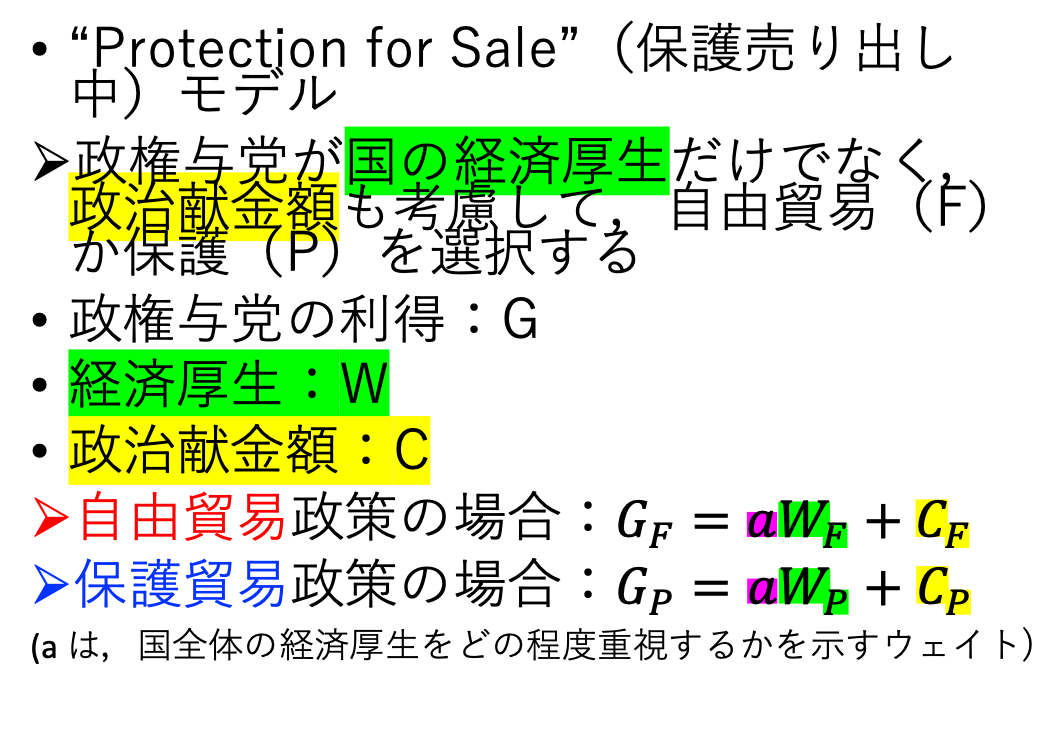 • “Protection for Sale”（保護売り出し
中）モデル
➢政権与党が国の経済厚生だけでなく，
政治献金額も考慮して，自由貿易（F）
か保護（P）を選択する
• 政権与党の利得：G
• 経済厚生：W
• 政治献金額：C
➢自由貿易政策の場合：G_F = aW_F + C_F
➢保護貿易政策の場合：G_P = aW_P + C_P
(a は，国全体の経済厚生をどの程度重視するかを示すウェイト）